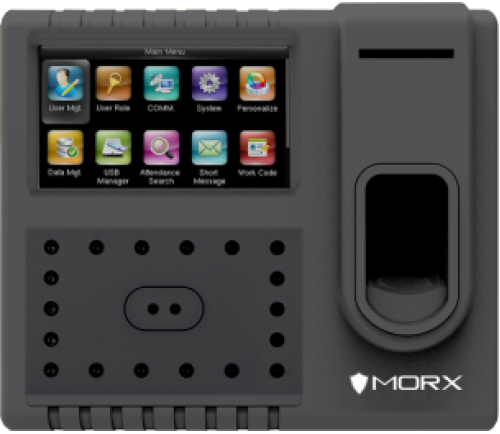 Main Menu
User Mgt. User Role COMM. System Personalize
Data Mgt. USB Manager Attendance Search Short Message Work Code
MORX